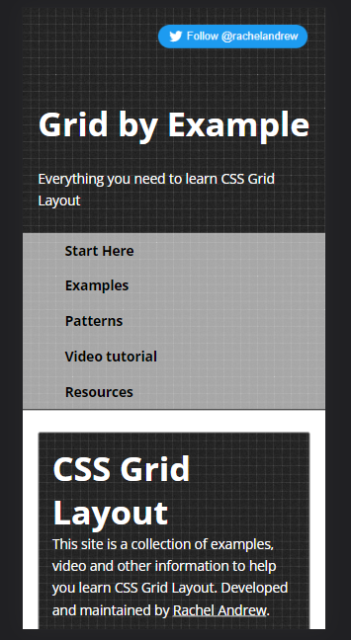 Follow @rachelandrew
Grid by Example
Everything you need to learn CSS Grid
Layout
Start Here
Examples
Patterns
Video tutorial
Resources
CSS Grid
Layout
This site is a collection of examples,
video and other information to help
you learn CSS Grid Layout. Developed
and maintained by Rachel Andrew.